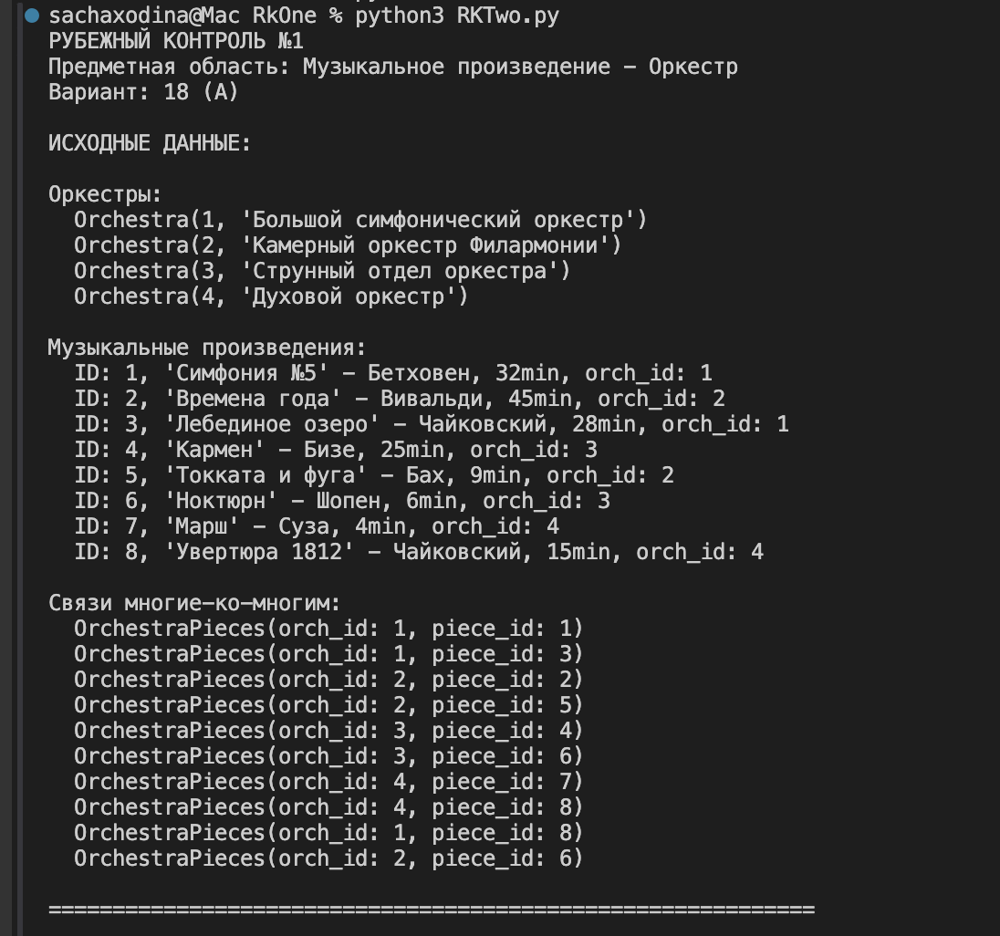 sachaxodina@Mac RkOne % python3 RKTwo.py
РУБЕЖНЫЙ КОНТРОЛЬ №1
Предметная область: Музыкальное произведение – Оркестр
Вариант: 18 (А)
ИСХОДНЫЕ ДАННЫЕ:
Оркестры:
Orchestra(1, 'Большой симфонический оркестр')
Orchestra(2, 'Камерный оркестр Филармонии')
Orchestra(3, 'Струнный отдел оркестра')
Orchestra(4, 'Духовой оркестр')
Музыкальные произведения:
ID: 1, 'Симфония №5' – Бетховен, 32min, orch_id: 1
ID: 2, 'Времена года' – Вивальди, 45min, orch_id: 2
ID: 3, 'Лебединое озеро' – Чайковский, 28min, orch_id: 1
ID: 4, 'Кармен' – Бизе, 25min, orch_id: 3
ID: 5, 'Токката и фуга' – Бах, 9min, orch_id: 2
ID: 6, 'Ноктюрн' – Шопен, 6min, orch_id: 3
ID: 7, 'Марш' – Суза, 4min, orch_id: 4
ID: 8, 'Увертюра 1812' – Чайковский, 15min, orch_id: 4
Связи многие-ко-многим:
OrchestraPieces(orch_id: 1, piece_id: 1)
OrchestraPieces(orch_id: 1, piece_id: 3)
OrchestraPieces(orch_id: 2, piece_id: 2)
OrchestraPieces(orch_id: 2, piece_id: 5)
OrchestraPieces(orch_id: 3, piece_id: 4)
OrchestraPieces(orch_id: 3, piece_id: 6)
OrchestraPieces(orch_id: 4, piece_id: 7)
OrchestraPieces(orch_id: 4, piece_id: 8)
OrchestraPieces(orch_id: 1, piece_id: 8)
OrchestraPieces(orch_id: 2, piece_id: 6)
============================================================